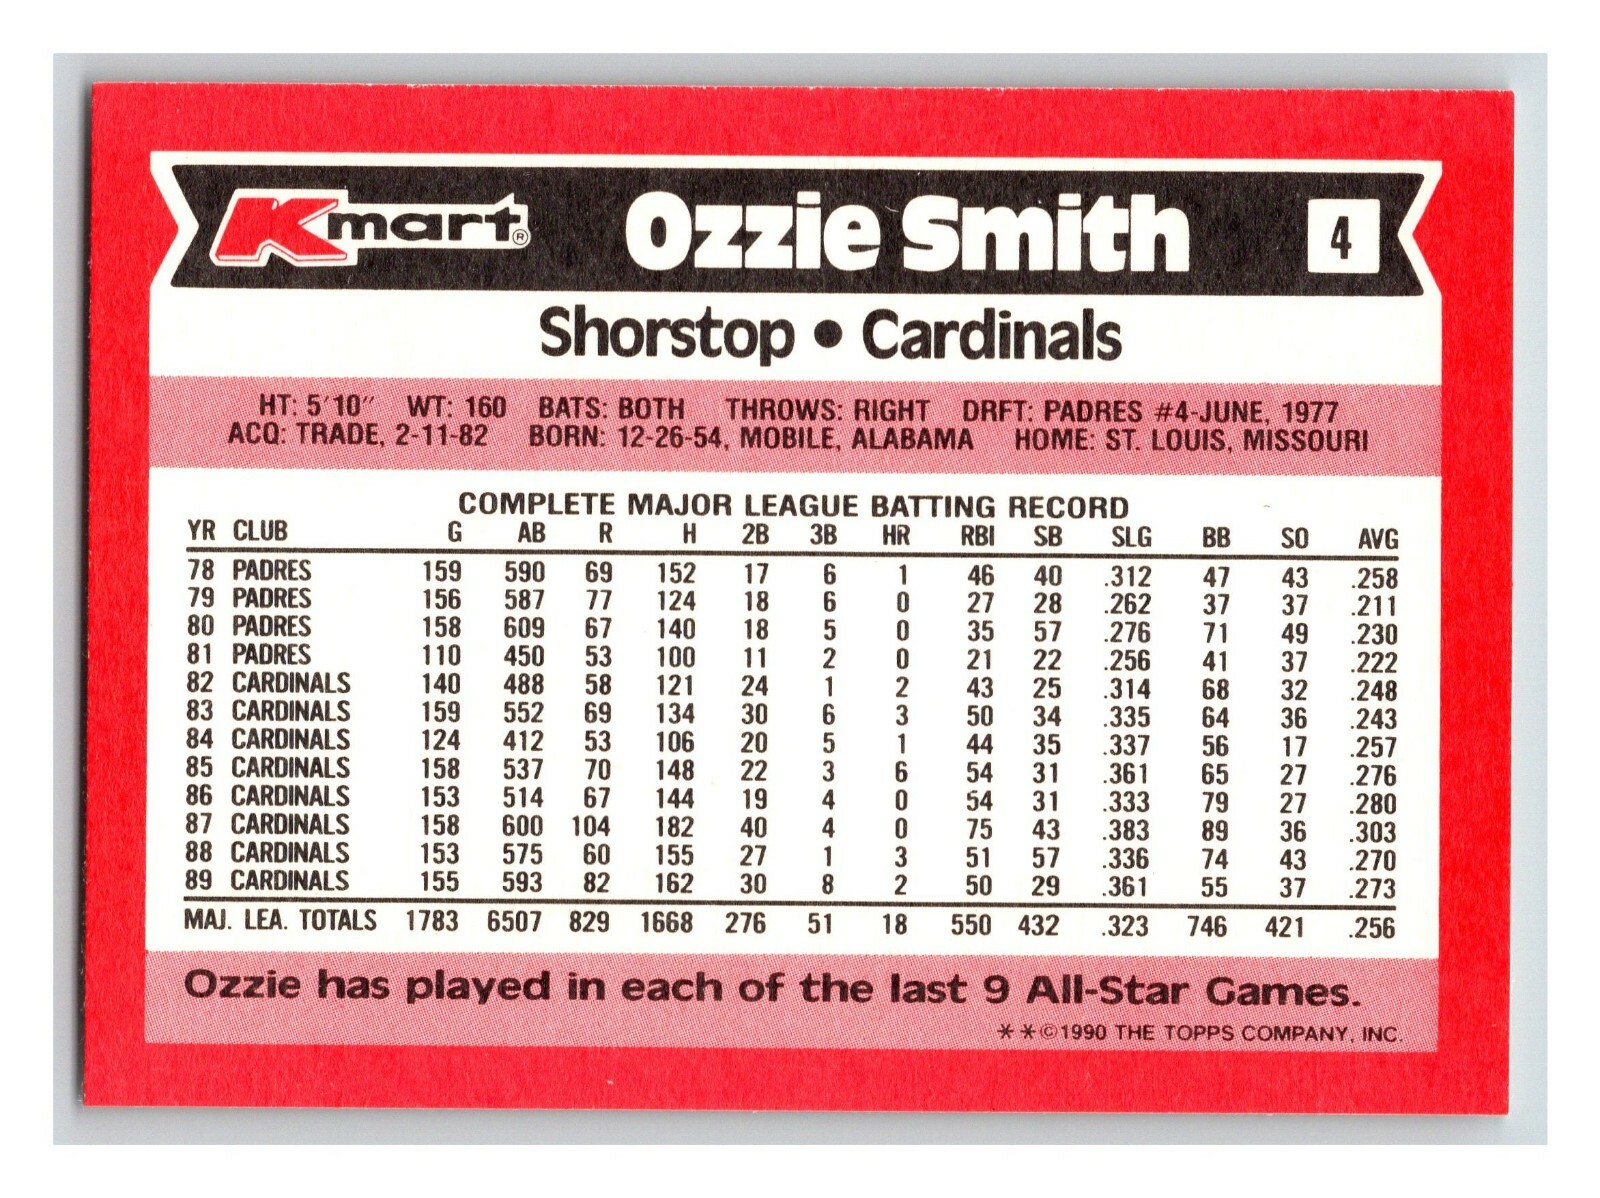 Kmart® Ozzie Smith 4
Shorstop • Cardinals
HT: 5'10" WT: 160 BATS: BOTH THROWS: RIGHT DRFT: PADRES #4-JUNE, 1977
ACQ: TRADE, 2-11-82 BORN: 12-26-54, MOBILE, ALABAMA HOME: ST. LOUIS, MISSOURI
COMPLETE MAJOR LEAGUE BATTING RECORD
YR CLUB G AB R H 2B 3B HR RBI SB SLG BB SO AVG
78 PADRES 159 590 69 152 17 6 1 46 40 .312 47 43 .258
79 PADRES 156 587 77 124 18 6 0 27 28 .262 37 37 .211
80 PADRES 158 609 67 140 18 5 0 35 57 .276 71 49 .230
81 PADRES 110 450 53 100 11 2 0 21 22 .256 41 37 .222
82 CARDINALS 140 488 58 121 24 1 2 43 25 .314 68 32 .248
83 CARDINALS 159 552 69 134 30 6 3 50 34 .335 64 36 .243
84 CARDINALS 124 412 53 106 20 5 1 44 35 .337 56 17 .257
85 CARDINALS 158 537 70 148 22 3 6 54 31 .361 65 27 .276
86 CARDINALS 153 514 67 144 19 4 0 54 31 .333 79 27 .280
87 CARDINALS 158 600 104 182 40 4 0 75 43 .383 89 36 .303
88 CARDINALS 153 575 60 155 27 1 3 51 57 .336 74 43 .270
89 CARDINALS 155 593 82 162 30 8 2 50 29 .361 55 37 .273
MAJ. LEA. TOTALS 1783 6507 829 1668 276 51 18 550 432 .323 746 421 .256
Ozzie has played in each of the last 9 All-Star Games.
**©1990 THE TOPPS COMPANY, INC.